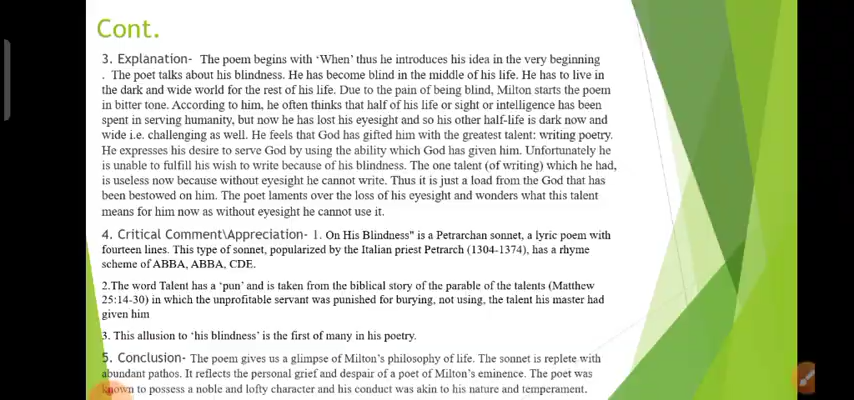 Cont.
3. Explanation- The poem begins with ‘When’ thus he introduces his idea in the very beginning
. The poet talks about his blindness. He has become blind in the middle of his life. He has to live in
the dark and wide world for the rest of his life. Due to the pain of being blind, Milton starts the poem
in bitter tone. According to him, he often thinks that half of his life or sight or intelligence has been
spent in serving humanity, but now he has lost his eyesight and so his other half-life is dark now and
wide i.e. challenging as well. He feels that God has gifted him with the greatest talent: writing poetry.
He expresses his desire to serve God by using the ability which God has given him. Unfortunately he
is unable to fulfill his wish to write because of his blindness. The one talent (of writing) which he had,
is useless now because without eyesight he cannot write. Thus it is just a load from the God that has
been bestowed on him. The poet laments over the loss of his eyesight and wonders what this talent
means for him now as without eyesight he cannot use it.
4. Critical Comment\Appreciation- 1. On His Blindness" is a Petrarchan sonnet, a lyric poem with
fourteen lines. This type of sonnet, popularized by the Italian priest Petrarch (1304-1374), has a rhyme
scheme of ABBA, ABBA, CDE.
2.The word Talent has a ‘pun’ and is taken from the biblical story of the parable of the talents (Matthew
25:14-30) in which the unprofitable servant was punished for burying, not using, the talent his master had
given him
3. This allusion to ‘his blindness’ is the first of many in his poetry.
5. Conclusion- The poem gives us a glimpse of Milton’s philosophy of life. The sonnet is replete with
abundant pathos. It reflects the personal grief and despair of a poet of Milton’s eminence. The poet was
known to possess a noble and lofty character and his conduct was akin to his nature and temperament.